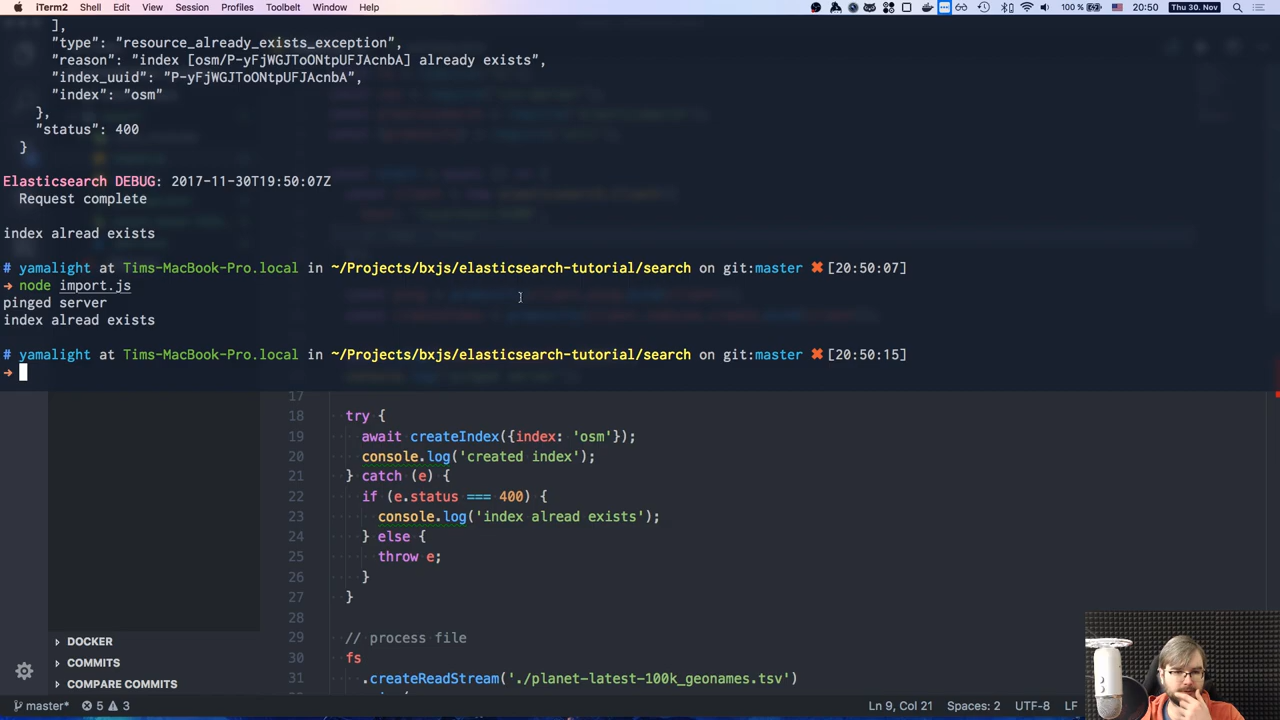 iTerm2 Shell Edit View Session Profiles Toolbelt Window Help 100 % 20:50 Thu 30. Nov
],
"type": "resource_already_exists_exception",
"reason": "index [osm/P-yFjWGJToONtpUFJAcnbA] already exists",
"index_uuid": "P-yFjWGJToONtpUFJAcnbA",
"index": "osm"
},
"status": 400
}
Elasticsearch DEBUG: 2017-11-30T19:50:07Z
Request complete
index alread exists
# yamalight at Tims-MacBook-Pro.local in ~/Projects/bxjs/elasticsearch-tutorial/search on git:master ✖ [20:50:07]
→ node import.js
pinged server
index alread exists
# yamalight at Tims-MacBook-Pro.local in ~/Projects/bxjs/elasticsearch-tutorial/search on git:master ✖ [20:50:15]
→
17
18 try {
19 await createIndex({index: 'osm'});
20 console.log('created index');
21 } catch (e) {
22 if (e.status === 400) {
23 console.log('index alread exists');
24 } else {
25 throw e;
26 }
27 }
28
29 // process file
30 fs
31 .createReadStream('./planet-latest-100k_geonames.tsv')
DOCKER
COMMITS
COMPARE COMMITS
master* 5 3 Ln 9, Col 21 Spaces: 2 UTF-8 LF